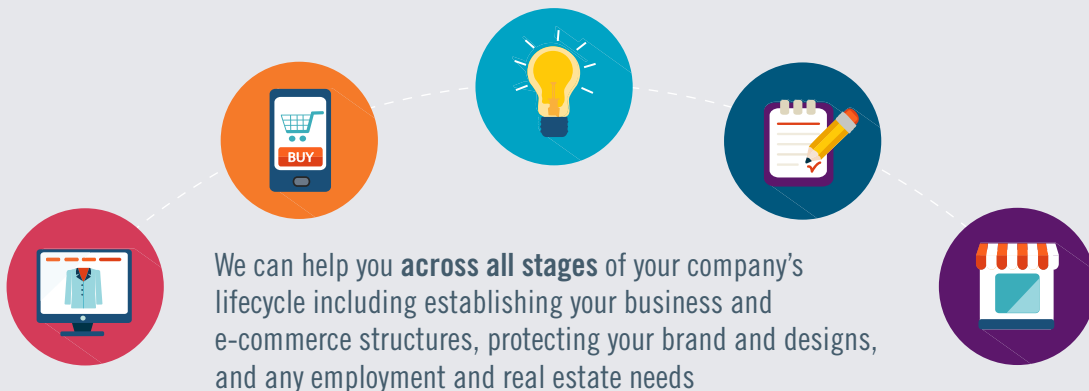 BUY
We can help you across all stages of your company’s
lifecycle including establishing your business and
e-commerce structures, protecting your brand and designs,
and any employment and real estate needs